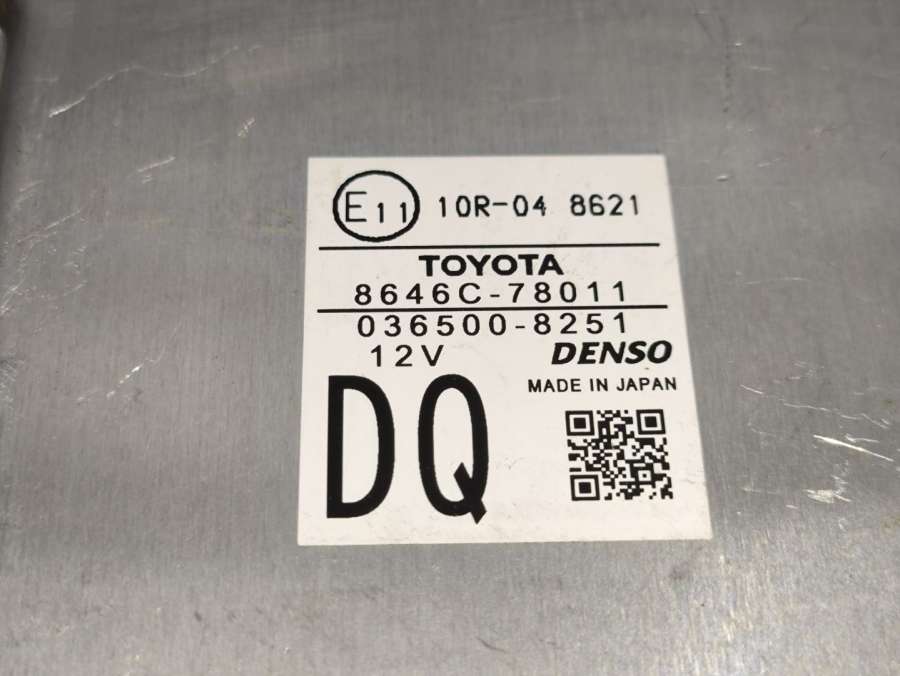 E11 10R-04 8621
TOYOTA
8646C-78011
036500-8251
12V DENSO
MADE IN JAPAN
DQ